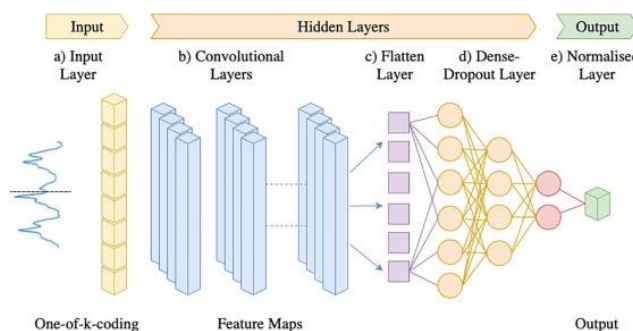 Input
Hidden Layers
Output
a) Input
Layer
b) Convolutional
Layers
c) Flatten
Layer
d) Dense-
Dropout Layer
e) Normalised
Layer
One-of-k-coding
Feature Maps
Output